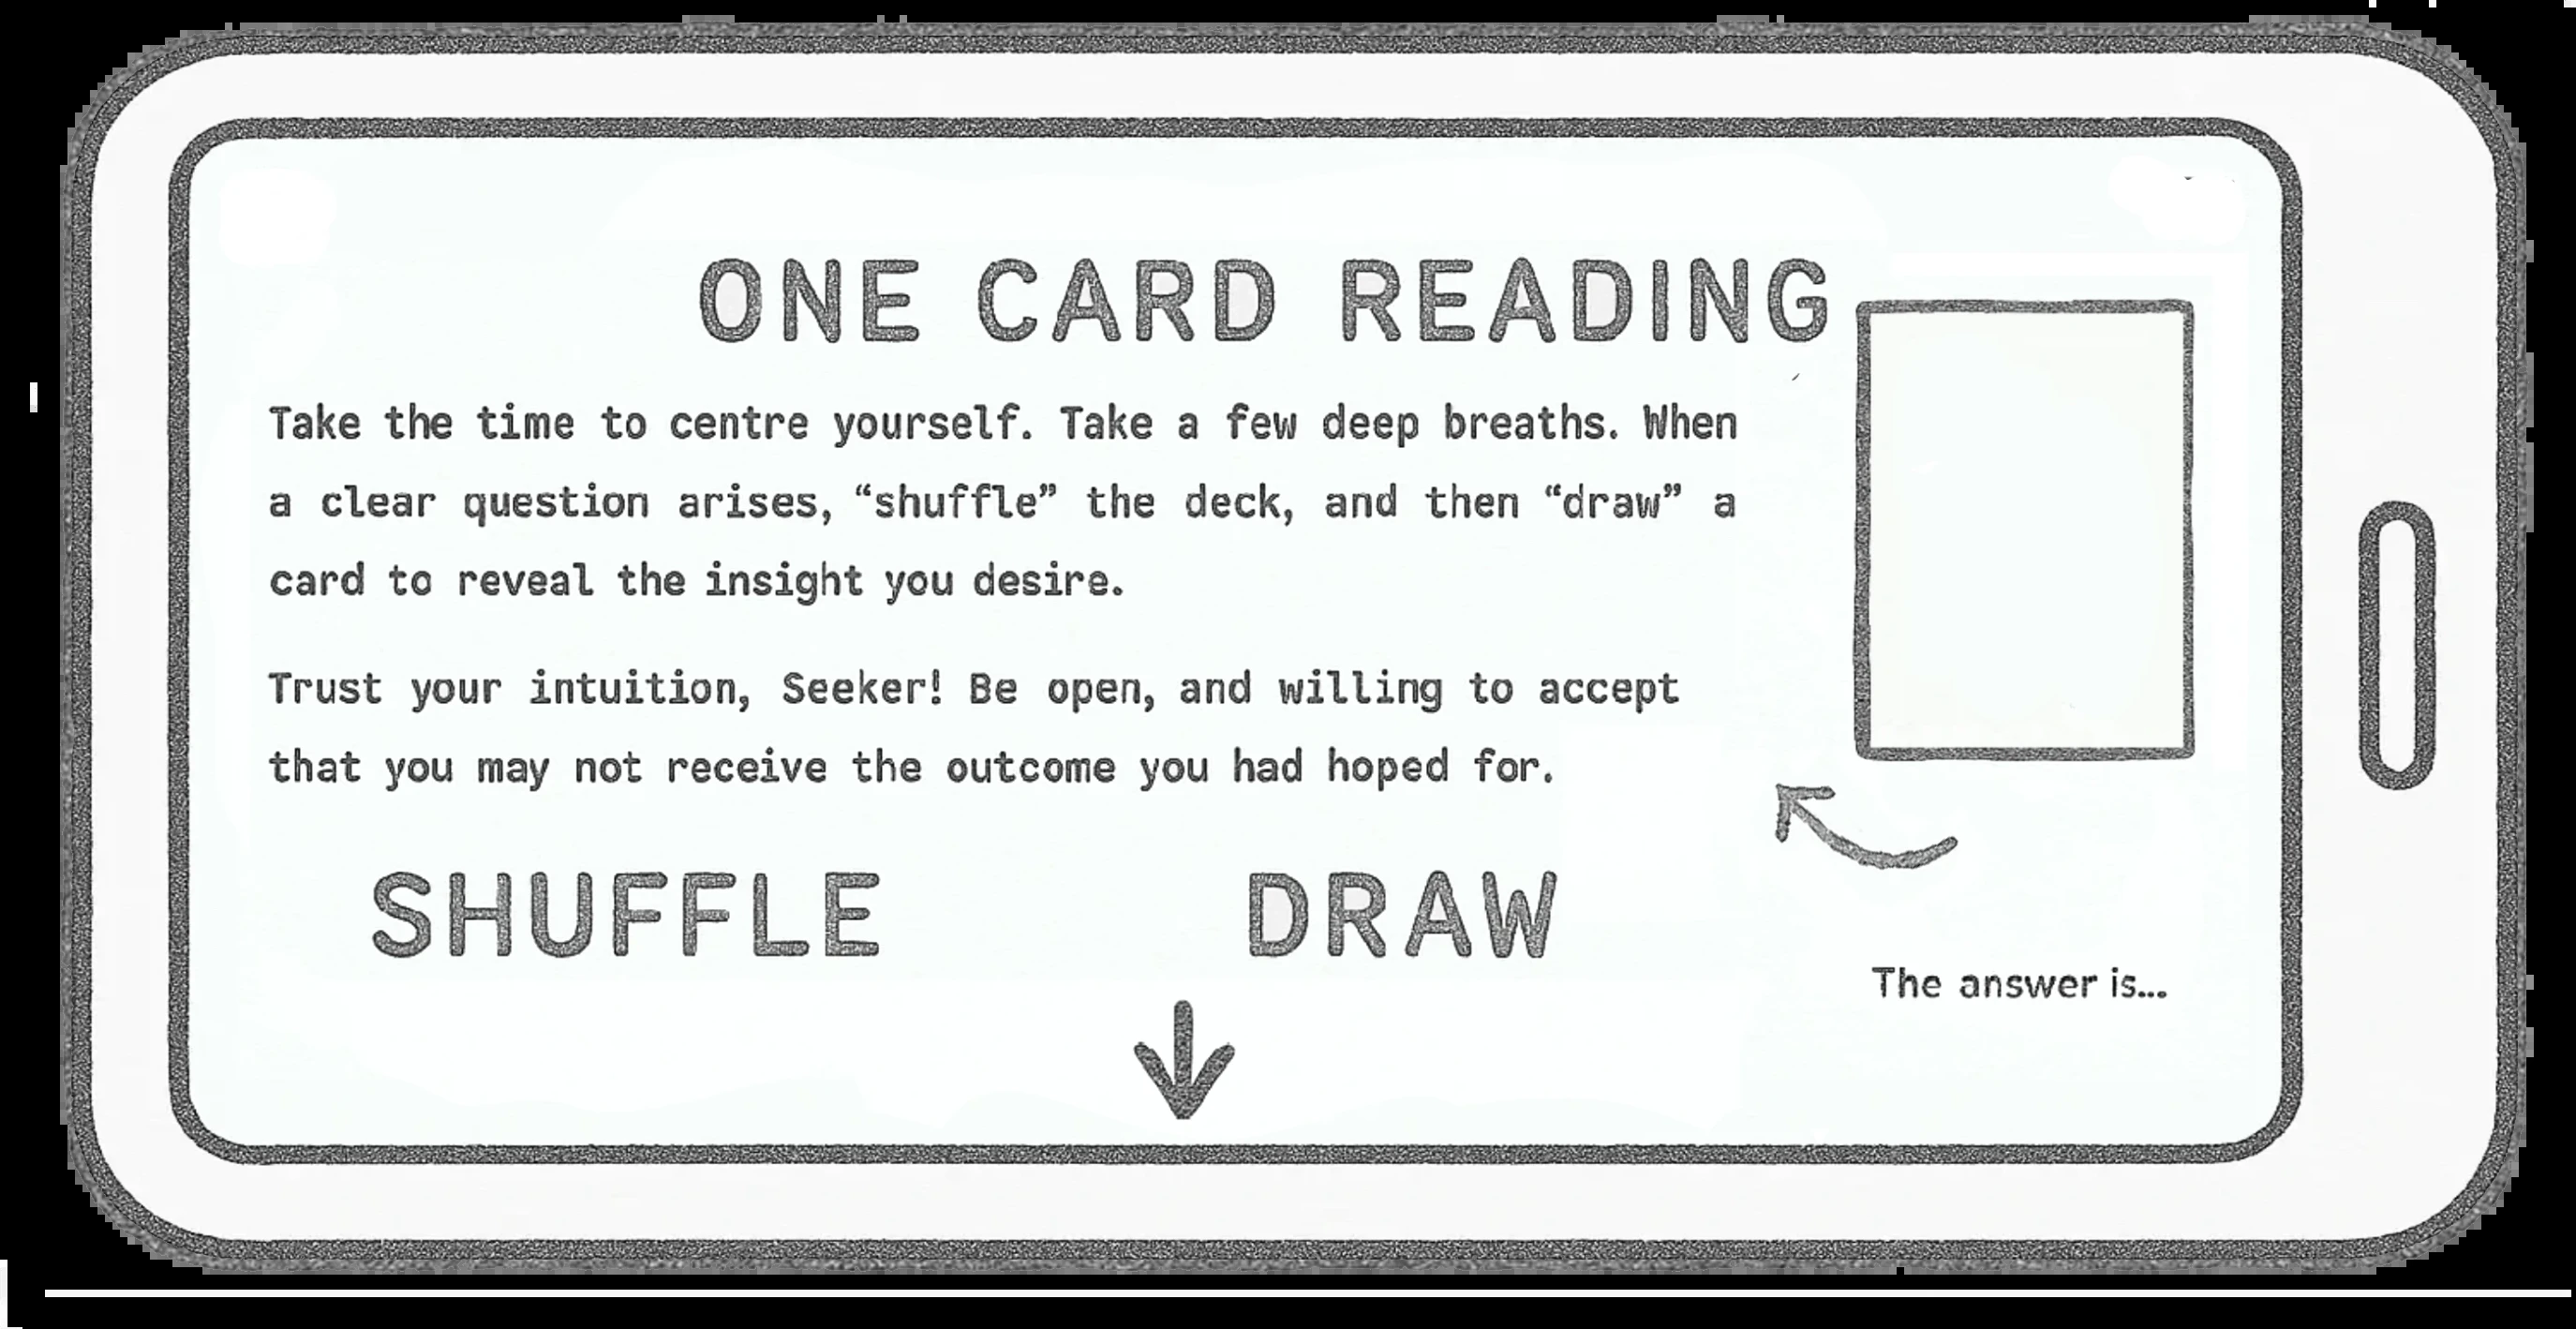 ONE CARD READING
Take the time to centre yourself. Take a few deep breaths. When
a clear question arises, “shuffle” the deck, and then “draw” a
card to reveal the insight you desire.
Trust your intuition, Seeker! Be open, and willing to accept
that you may not receive the outcome you had hoped for.
SHUFFLE
DRAW
The answer is...